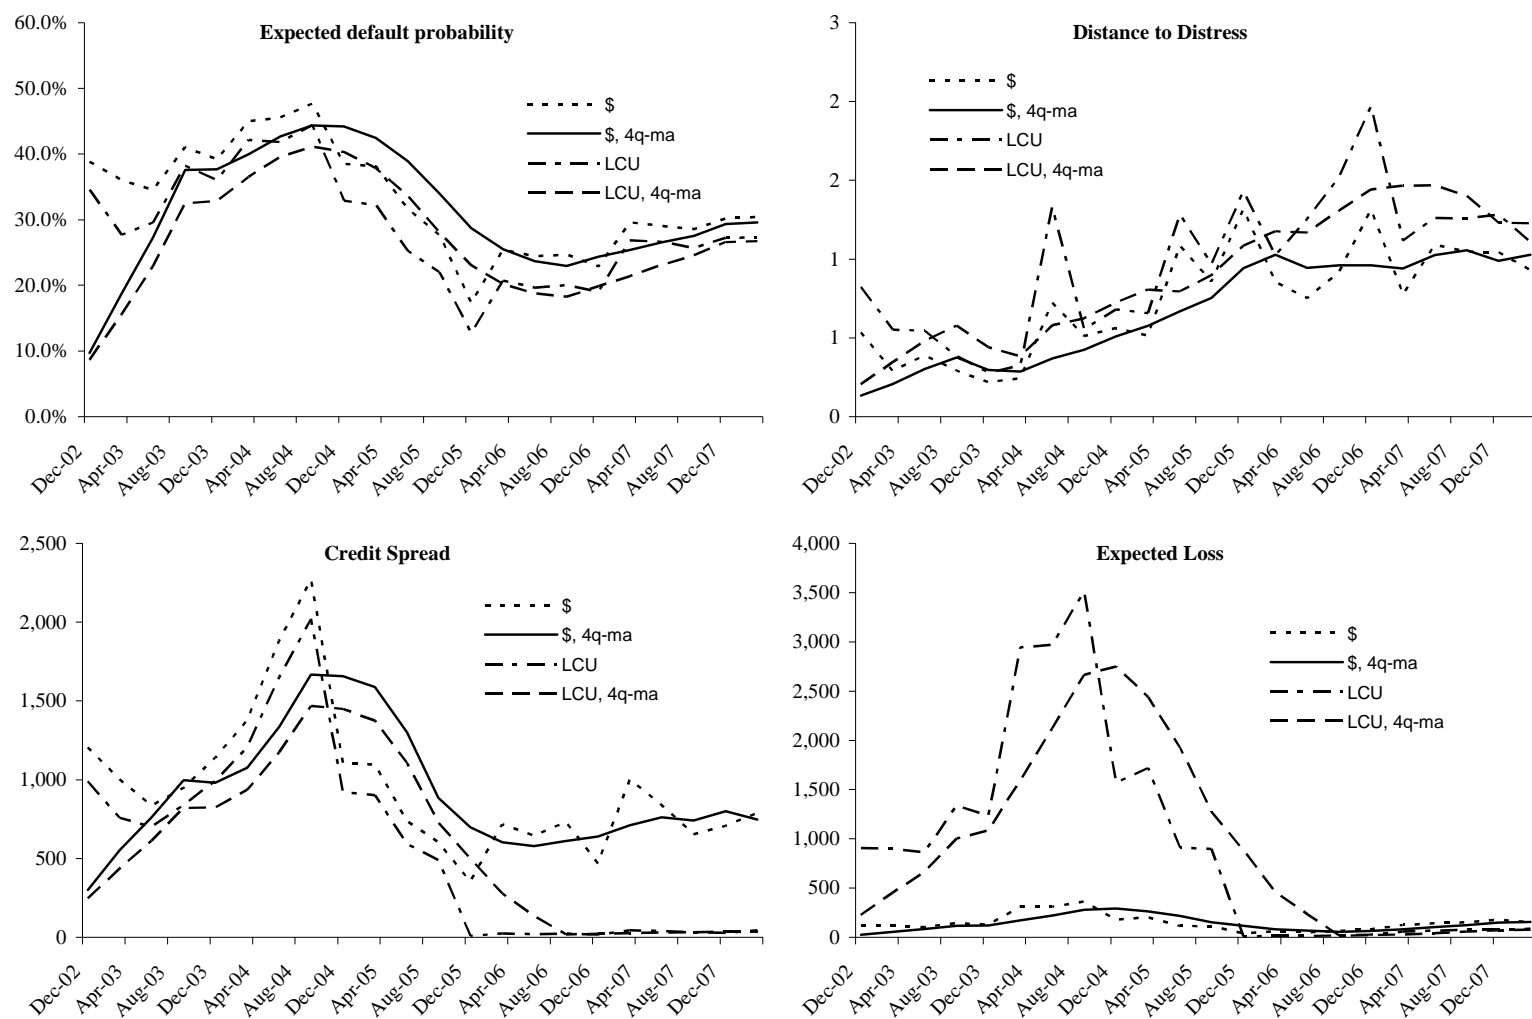 Expected default probability
60.0%
50.0%
40.0%
30.0%
20.0%
10.0%
0.0%
$
$, 4q-ma
LCU
LCU, 4q-ma
Dec-02
Apr-03
Aug-03
Dec-03
Apr-04
Aug-04
Dec-04
Apr-05
Aug-05
Dec-05
Apr-06
Aug-06
Dec-06
Apr-07
Aug-07
Dec-07
Distance to Distress
3
2
2
1
1
0
$
$, 4q-ma
LCU
LCU, 4q-ma
Dec-02
Apr-03
Aug-03
Dec-03
Apr-04
Aug-04
Dec-04
Apr-05
Aug-05
Dec-05
Apr-06
Aug-06
Dec-06
Apr-07
Aug-07
Dec-07
Credit Spread
2,500
2,000
1,500
1,000
500
0
$
$, 4q-ma
LCU
LCU, 4q-ma
Dec-02
Apr-03
Aug-03
Dec-03
Apr-04
Aug-04
Dec-04
Apr-05
Aug-05
Dec-05
Apr-06
Aug-06
Dec-06
Apr-07
Aug-07
Dec-07
Expected Loss
4,000
3,500
3,000
2,500
2,000
1,500
1,000
500
0
$
$, 4q-ma
LCU
LCU, 4q-ma
Dec-02
Apr-03
Aug-03
Dec-03
Apr-04
Aug-04
Dec-04
Apr-05
Aug-05
Dec-05
Apr-06
Aug-06
Dec-06
Apr-07
Aug-07
Dec-07